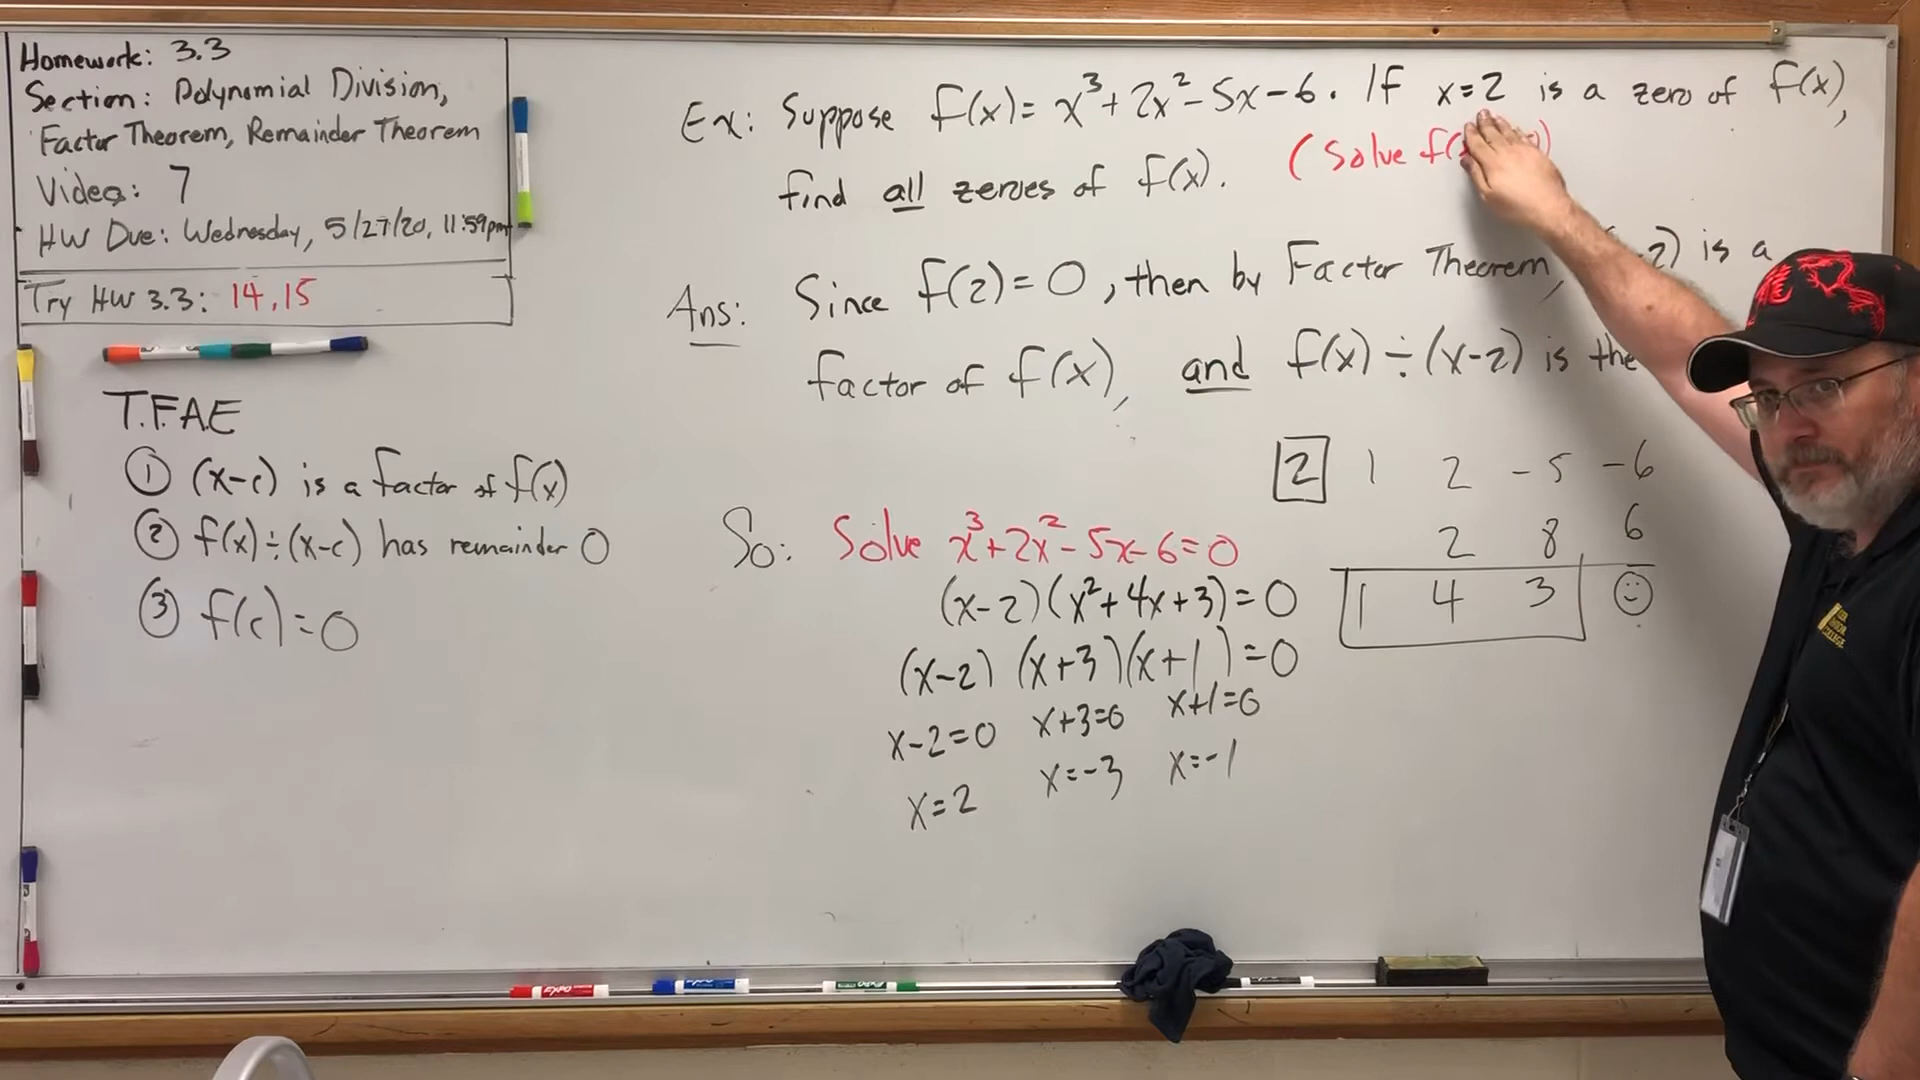 Homework: 3.3
Section: Polynomial Division,
Factor Theorem, Remainder Theorem
Video: 7
HW Due: Wednesday, 5/27/20, 11:59pm
Try HW 3.3: 14, 15
T.F.A.E
① (x-c) is a factor of f(x)
② f(x)÷(x-c) has remainder 0
③ f(c)=0
Ex: Suppose f(x)= x³+2x²-5x-6. If x=2 is a zero of f(x),
find all zeroes of f(x). (Solve f(
Ans: Since f(2)=0, then by Factor Theorem, -2) is a
factor of f(x), and f(x)÷(x-2) is the
2 1 2 -5 -6
2 8 6
1 4 3 ☺
So: Solve x³+2x²-5x-6=0
(x-2)(x²+4x+3)=0
(x-2)(x+3)(x+1)=0
x-2=0 x+3=0 x+1=0
x=2 x=-3 x=-1
EXPO
EXPO